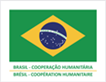 BRASIL - COOPERAÇÃO HUMANITÁRIA
BRÉSIL - COOPÉRATION HUMANITAIRE